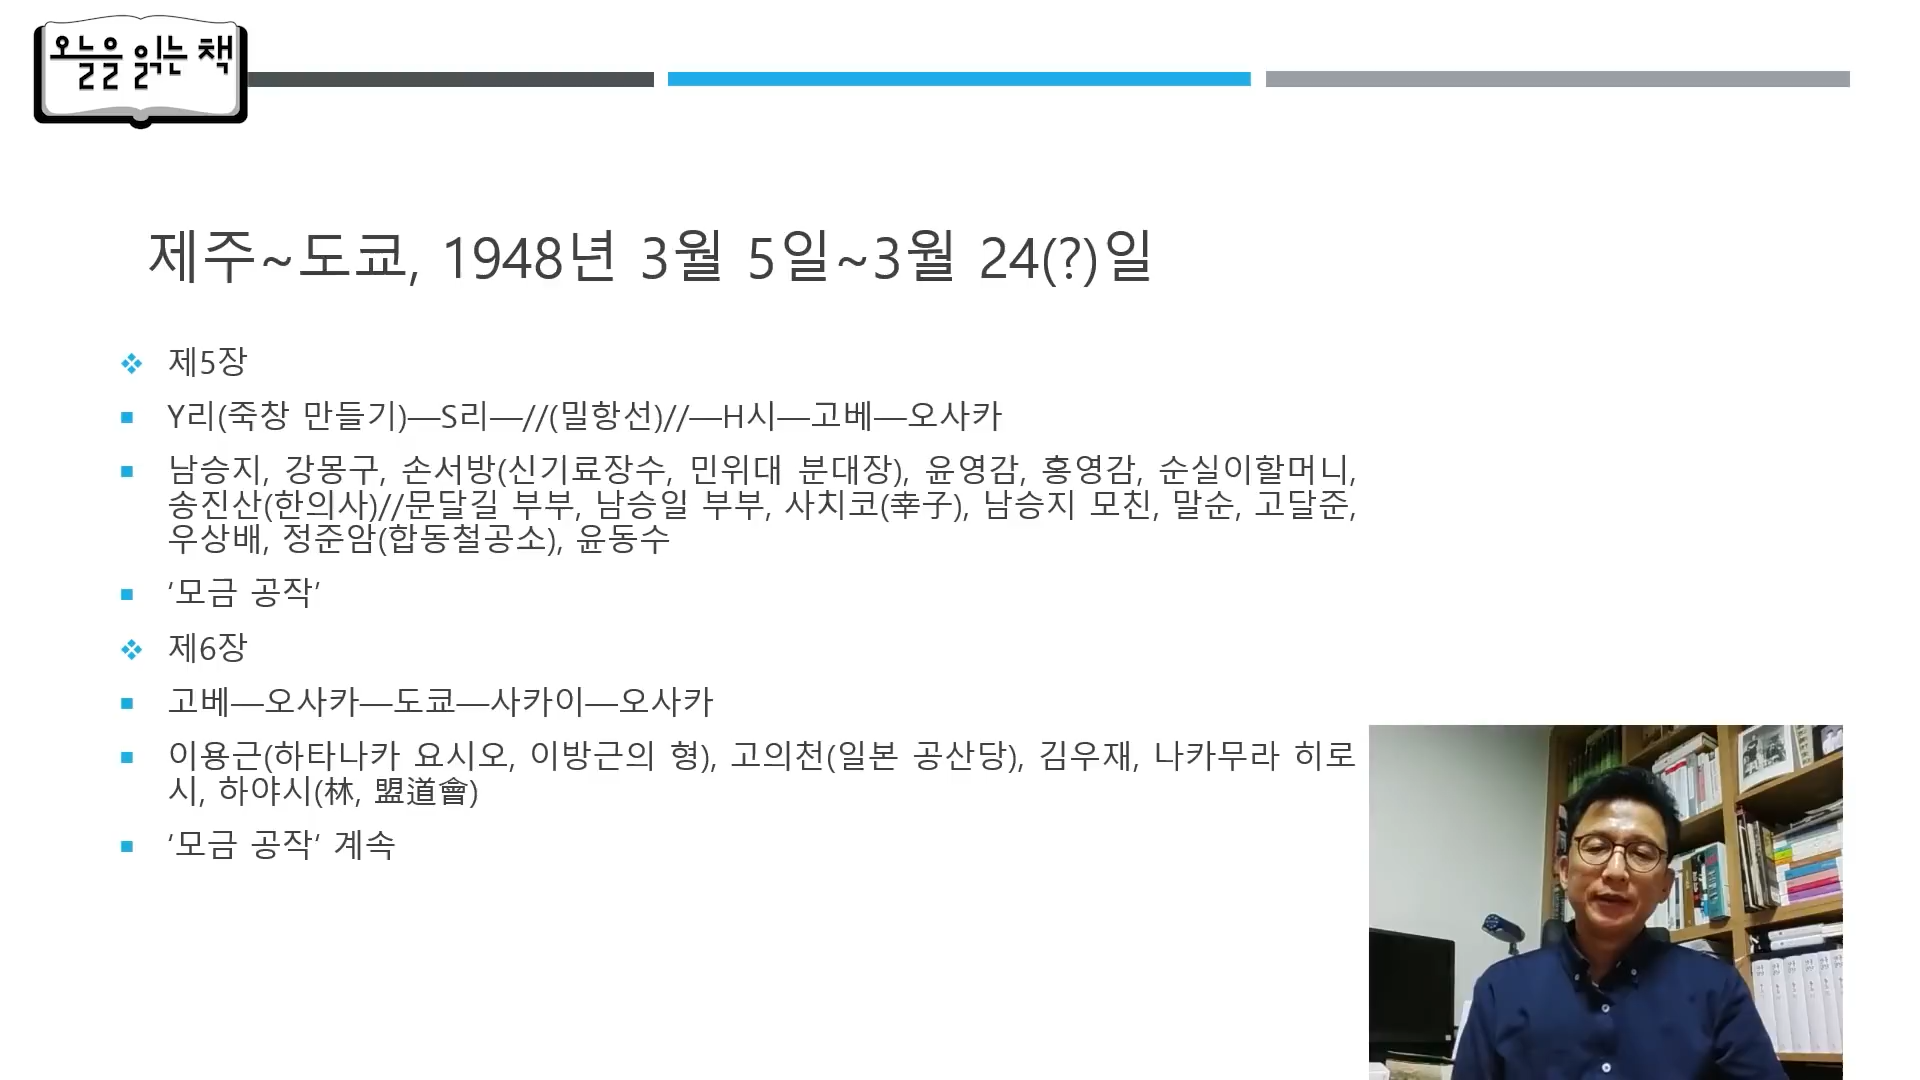 오늘을 읽는 책
제주~도쿄, 1948년 3월 5일~3월 24(?)일
제5장
Y리(죽창 만들기)—S리—//(밀항선)//—H시—고베—오사카
남승지, 강몽구, 손서방(신기료장수, 민위대 분대장), 윤영감, 홍영감, 순실이할머니,
송진산(한의사)//문달길 부부, 남승일 부부, 사치코(幸子), 남승지 모친, 말순, 고달준,
우상배, 정준암(합동철공소), 윤동수
‘모금 공작’
제6장
고베—오사카—도쿄—사카이—오사카
이용근(하타나카 요시오, 이방근의 형), 고의천(일본 공산당), 김우재, 나카무라 히로
시, 하야시(林, 盟道會)
‘모금 공작‘ 계속